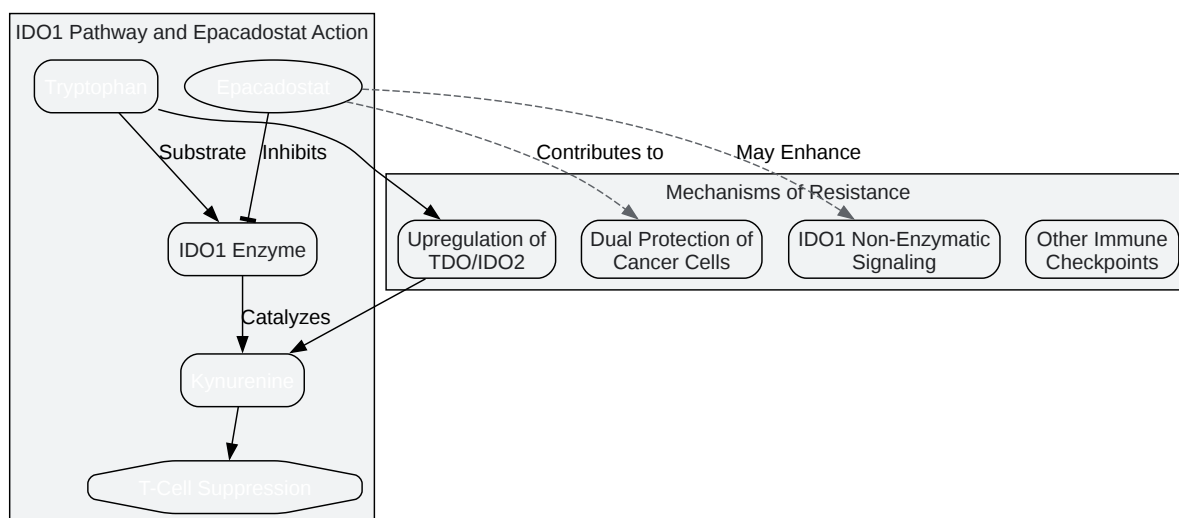 IDO1 Pathway and Epacadostat Action
Tryptophan
Epacadostat
Substrate
Inhibits
Contributes to
May Enhance
Mechanisms of Resistance
IDO1 Enzyme
Upregulation of
TDO/IDO2
Dual Protection of
Cancer Cells
IDO1 Non-Enzymatic
Signaling
Other Immune
Checkpoints
Catalyzes
Kynurenine
T-Cell Suppression